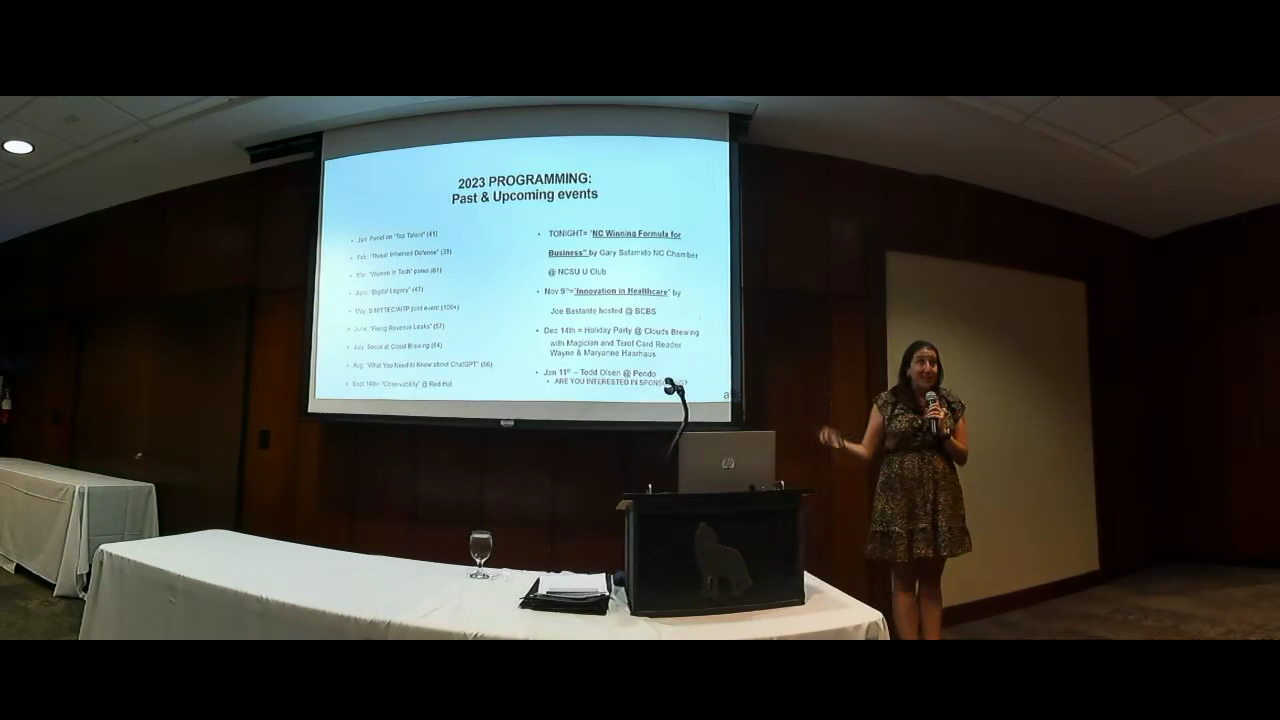 2023 PROGRAMMING:
Past & Upcoming events
• Jan: Panel on "Top Talent" (41)
• Feb: "Threat Informed Defense" (35)
• Mar: "Women in Tech" panel (61)
• April: "Digital Legacy" (47)
• May: SIM/TEC/AITP joint event (100+)
• June: "Fixing Revenue Leaks" (57)
• July: Social at Cloud Brewing (64)
• Aug: "What You Need to Know about ChatGPT" (56)
• Sept 14th= "Observability" @ Red Hat
• TONIGHT= "NC Winning Formula for
Business" by Gary Salamido NC Chamber
@ NCSU U Club
• Nov 9th="Innovation in Healthcare" by
Joe Bastante hosted @ BCBS
• Dec 14th = Holiday Party @ Clouds Brewing
with Magician and Tarot Card Reader
Wayne & Maryanne Haarhaus
• Jan 11th – Todd Olsen @ Pendo
• ARE YOU INTERESTED IN
hp